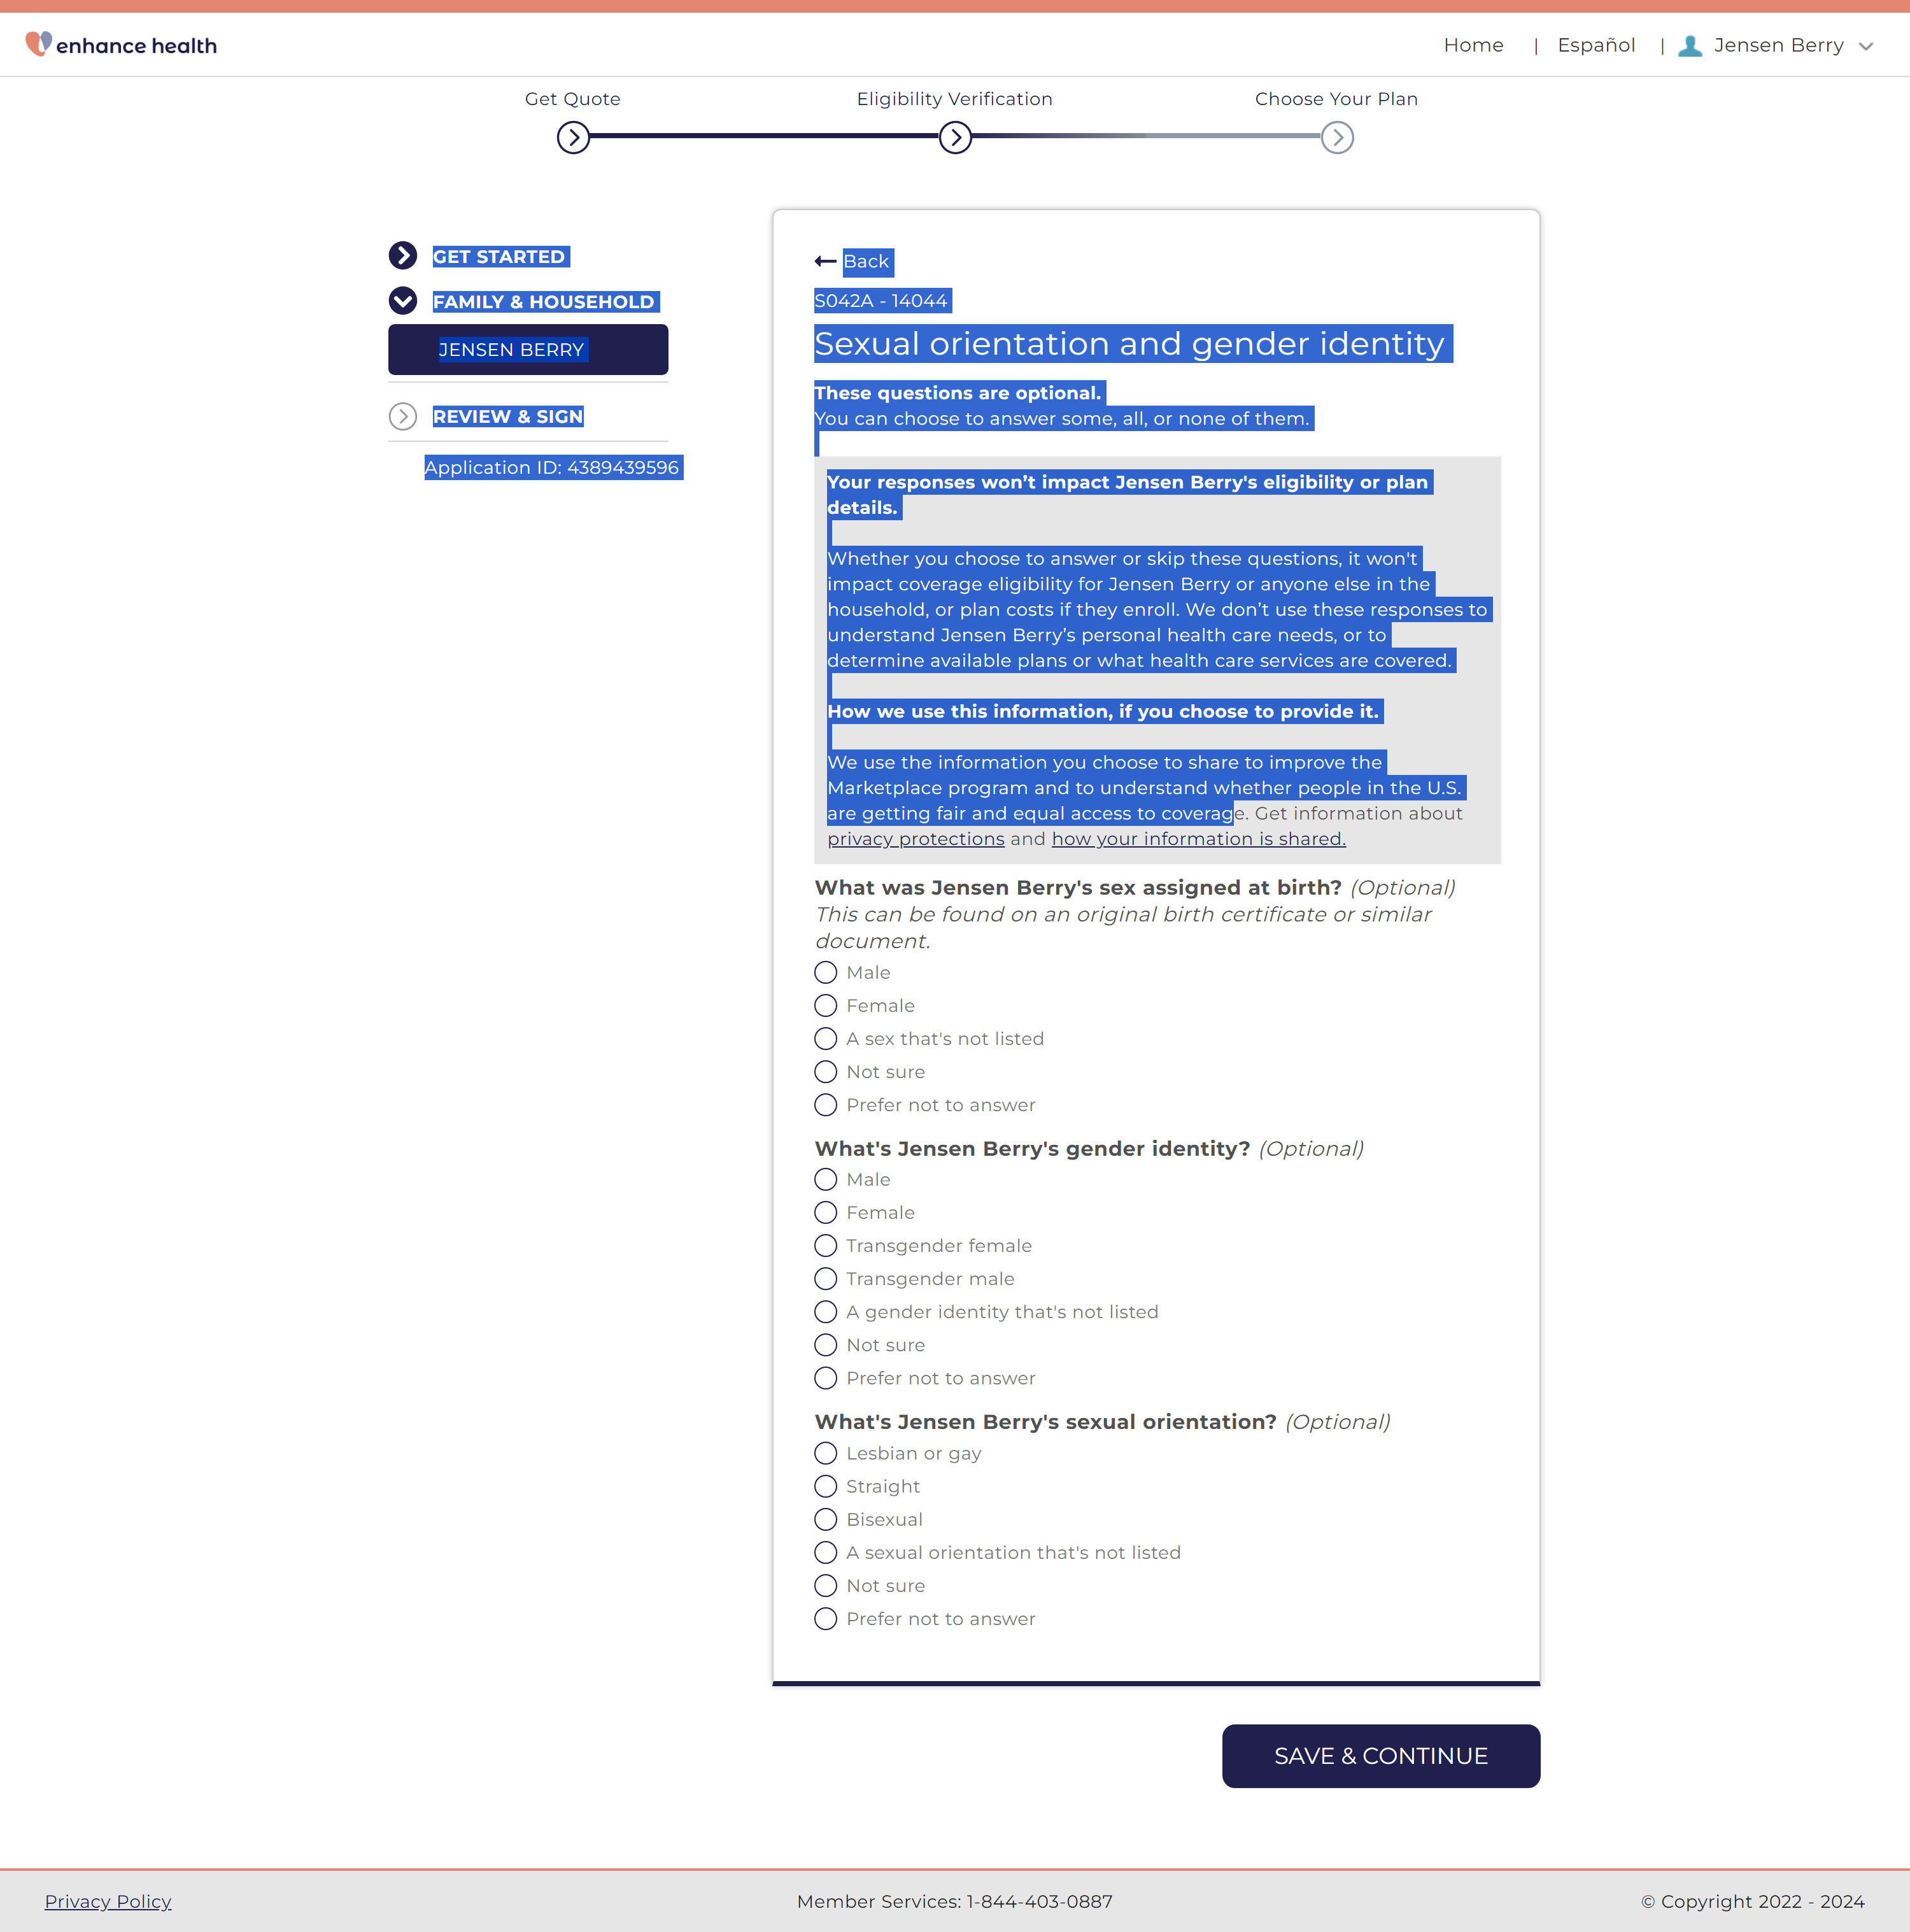 enhance health
Home | Español | Jensen Berry
Get Quote
Eligibility Verification
Choose Your Plan
GET STARTED
FAMILY & HOUSEHOLD
JENSEN BERRY
REVIEW & SIGN
Application ID: 4389439596
Back
S042A - 14044
Sexual orientation and gender identity
These questions are optional.
You can choose to answer some, all, or none of them.
Your responses won’t impact Jensen Berry's eligibility or plan
details.
Whether you choose to answer or skip these questions, it won't
impact coverage eligibility for Jensen Berry or anyone else in the
household, or plan costs if they enroll. We don’t use these responses to
understand Jensen Berry’s personal health care needs, or to
determine available plans or what health care services are covered.
How we use this information, if you choose to provide it.
We use the information you choose to share to improve the
Marketplace program and to understand whether people in the U.S.
are getting fair and equal access to coverage. Get information about
privacy protections and how your information is shared.
What was Jensen Berry's sex assigned at birth? (Optional)
This can be found on an original birth certificate or similar
document.
Male
Female
A sex that's not listed
Not sure
Prefer not to answer
What's Jensen Berry's gender identity? (Optional)
Male
Female
Transgender female
Transgender male
A gender identity that's not listed
Not sure
Prefer not to answer
What's Jensen Berry's sexual orientation? (Optional)
Lesbian or gay
Straight
Bisexual
A sexual orientation that's not listed
Not sure
Prefer not to answer
SAVE & CONTINUE
Privacy Policy
Member Services: 1-844-403-0887
© Copyright 2022 - 2024